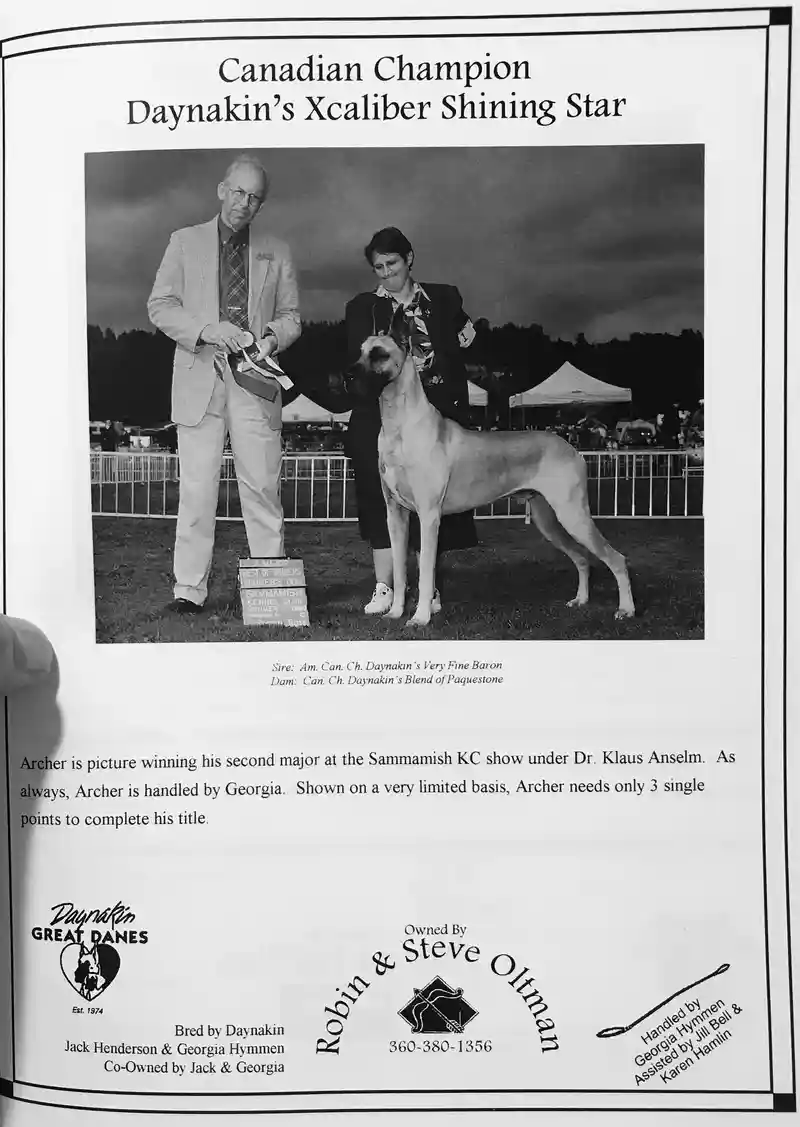 Canadian Champion
Daynakin's Xcaliber Shining Star
SAMMAMISH
KENNEL CLUB
Sire: Am. Can. Ch. Daynakin's Very Fine Baron
Dam: Can. Ch. Daynakin's Blend of Paquestone
Archer is picture winning his second major at the Sammamish KC show under Dr. Klaus Anselm. As
always, Archer is handled by Georgia. Shown on a very limited basis, Archer needs only 3 single
points to complete his title.
Daynakin
GREAT DANES
Est. 1974
Bred by Daynakin
Jack Henderson & Georgia Hymmen
Co-Owned by Jack & Georgia
Owned By
Robin & Steve Oltman
360-380-1356
Handled by
Georgia Hymmen
Assisted by Jill Bell &
Karen Hamlin